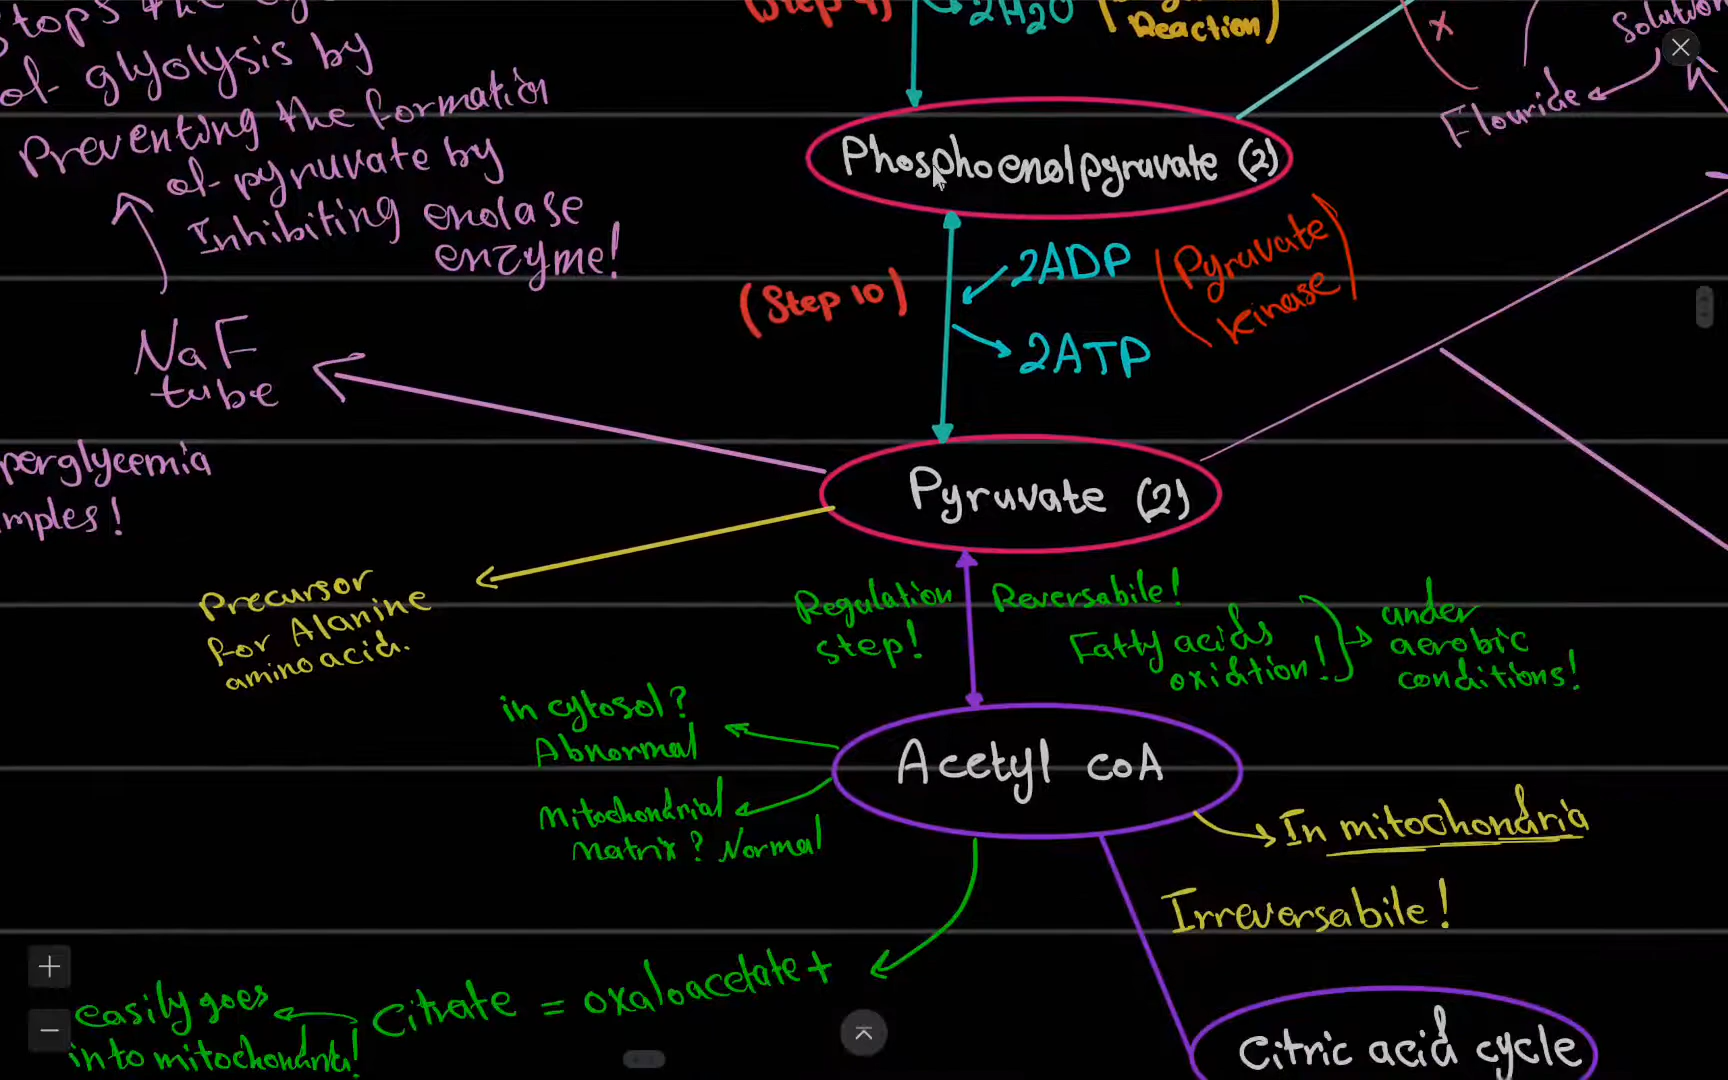 of glyolysis by
Preventing the formation
of pyruvate by
Inhibiting enolase
enzyme!
NaF
tube
perglycemia
mples!
(Step 9)
2H2O
Reaction)
x
Solution
Flouride
Phosphoenolpyruvate (2)
(Step 10)
2ADP
2ATP
(Pyruvate
kinase)
Pyruvate (2)
Precursor
for Alanine
amino acid.
Regulation
step!
Reversabile!
Fatty acids
oxidation!
under
aerobic
conditions!
in cytosol?
Abnormal
Mitochondrial
matrix? Normal
Acetyl coA
In mitochondria
Irreversabile!
easily goes
into mitochondria!
Citrate = oxaloacetate +
Citric acid cycle